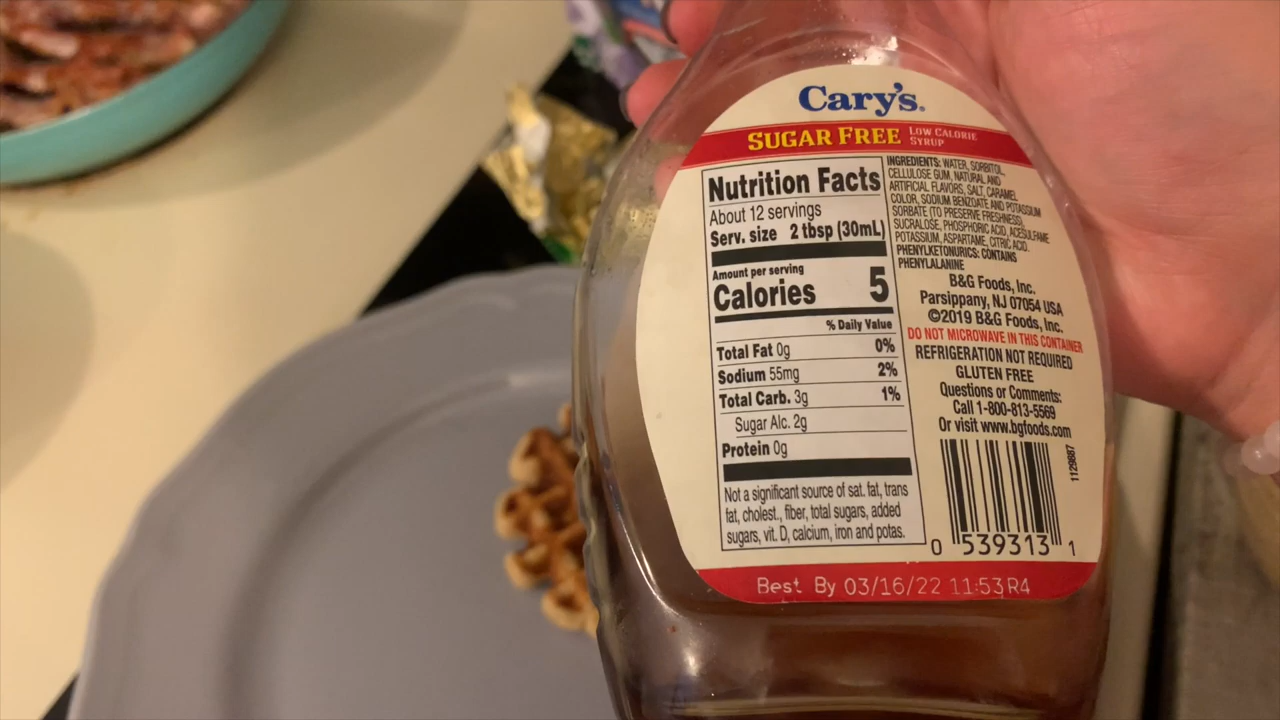 Cary's.
SUGAR FREE LOW CALORIE
SYRUP
Nutrition Facts
About 12 servings
Serv. size 2 tbsp (30mL)
Amount per serving
Calories 5
% Daily Value
Total Fat 0g 0%
Sodium 55mg 2%
Total Carb. 3g 1%
Sugar Alc. 2g
Protein 0g
Not a significant source of sat. fat, trans
fat, cholest., fiber, total sugars, added
sugars, vit. D, calcium, iron and potas.
INGREDIENTS: WATER, SORBITOL,
CELLULOSE GUM, NATURAL AND
ARTIFICIAL FLAVORS, SALT, CARAMEL
COLOR, SODIUM BENZOATE AND POTASSIUM
SORBATE (TO PRESERVE FRESHNESS),
SUCRALOSE, PHOSPHORIC ACID, ACESULFAME
POTASSIUM, ASPARTAME, CITRIC ACID.
PHENYLKETONURICS: CONTAINS
PHENYLALANINE
B&G Foods, Inc.
Parsippany, NJ 07054 USA
©2019 B&G Foods, Inc.
DO NOT MICROWAVE IN THIS CONTAINER
REFRIGERATION NOT REQUIRED
GLUTEN FREE
Questions or Comments:
Call 1-800-813-5569
Or visit www.bgfoods.com
1129887
0 539313 1
Best By 03/16/22 11:53R4